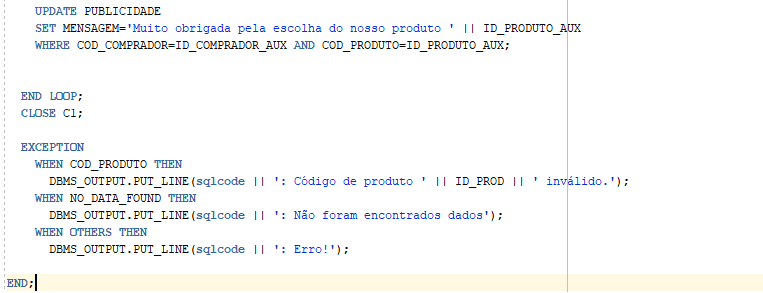 UPDATE PUBLICIDADE
SET MENSAGEM='Muito obrigada pela escolha do nosso produto ' || ID_PRODUTO_AUX
WHERE COD_COMPRADOR=ID_COMPRADOR_AUX AND COD_PRODUTO=ID_PRODUTO_AUX;
END LOOP;
CLOSE C1;
EXCEPTION
WHEN COD_PRODUTO THEN
DBMS_OUTPUT.PUT_LINE(sqlcode || ': Código de produto ' || ID_PROD || ' inválido.');
WHEN NO_DATA_FOUND THEN
DBMS_OUTPUT.PUT_LINE(sqlcode || ': Não foram encontrados dados');
WHEN OTHERS THEN
DBMS_OUTPUT.PUT_LINE(sqlcode || ': Erro!');
END;